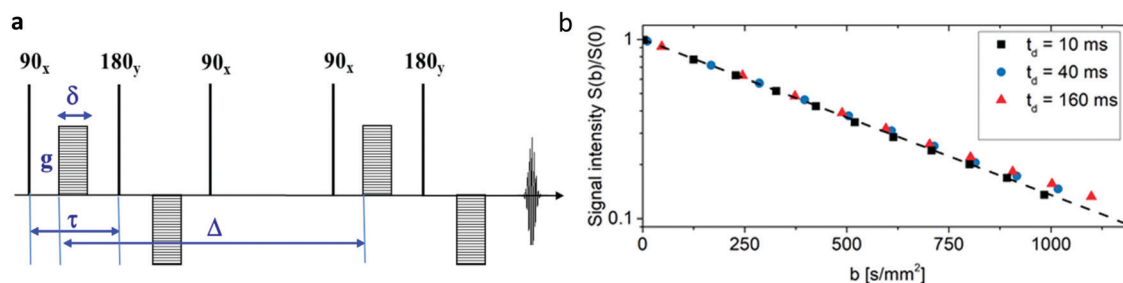 a
90x 180y 90x 90x 180y
δ
g
τ
Δ
b
Signal intensity S(b)/S(0)
1
0.1
td = 10 ms
td = 40 ms
td = 160 ms
0 250 500 750 1000
b [s/mm²]